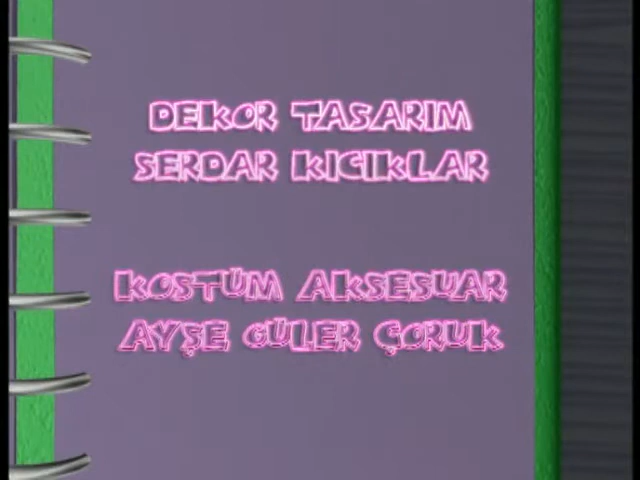 DEKOR TASARIM
SERDAR KICIKLAR
KOSTÜM AKSESUAR
AYŞE GÜLER ÇORUK